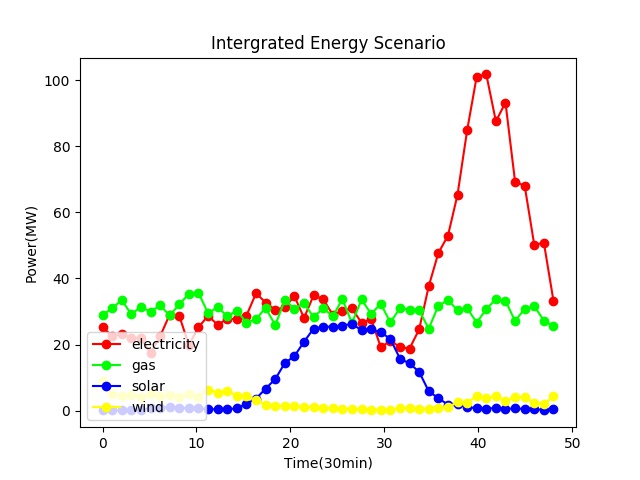 Intergrated Energy Scenario
Power(MW)
100
80
60
40
20
0
electricity
gas
solar
wind
0 10 20 30 40 50
Time(30min)